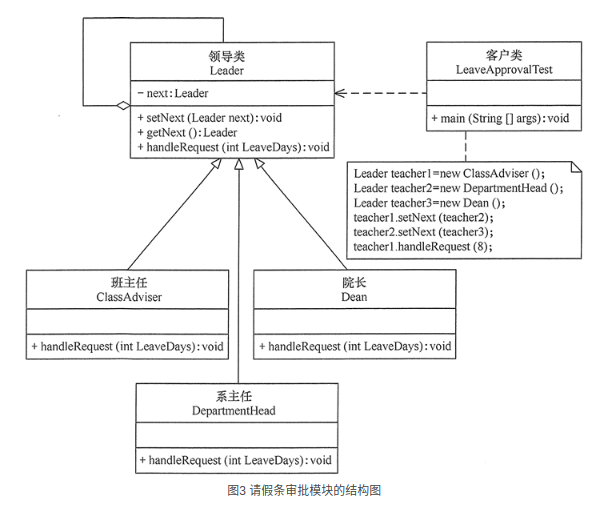 领导类
Leader
- next:Leader
+ setNext (Leader next):void
+ getNext ():Leader
+ handleRequest (int LeaveDays):void
客户类
LeaveApprovalTest
+ main (String [] args):void
Leader teacher1=new ClassAdviser ();
Leader teacher2=new DepartmentHead ();
Leader teacher3=new Dean ();
teacher1.setNext (teacher2);
teacher2.setNext (teacher3);
teacher1.handleRequest (8);
班主任
ClassAdviser
+ handleRequest (int LeaveDays):void
院长
Dean
+ handleRequest (int LeaveDays):void
系主任
DepartmentHead
+ handleRequest (int LeaveDays):void
图3 请假条审批模块的结构图